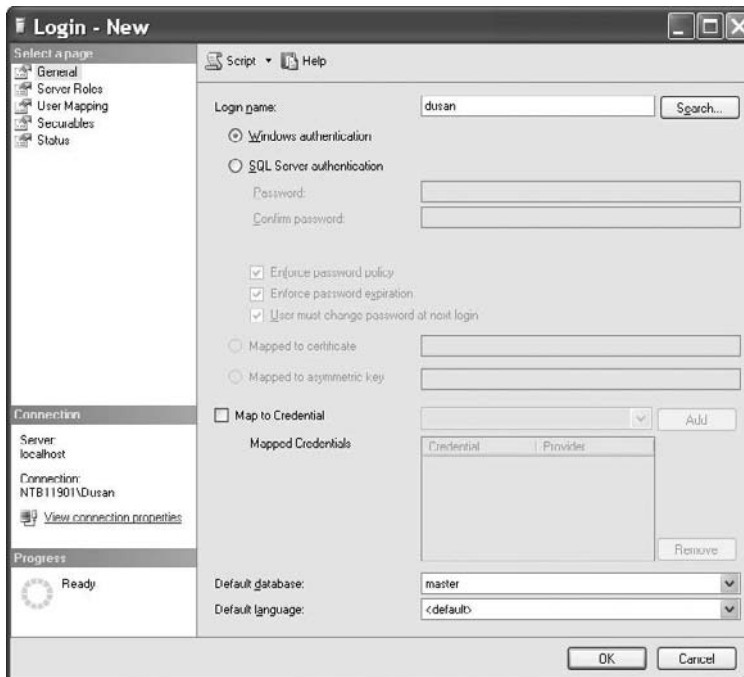 Login - New
Select a page
General
Server Roles
User Mapping
Securables
Status
Script Help
Login name: dusan Search...
Windows authentication
SQL Server authentication
Password:
Confirm password:
Enforce password policy
Enforce password expiration
User must change password at next login
Mapped to certificate
Mapped to asymmetric key
Map to Credential Add
Mapped Credentials Credential Provider
Remove
Default database: master
Default language: <default>
Connection
Server:
localhost
Connection:
NTB11901\Dusan
View connection properties
Progress
Ready
OK Cancel